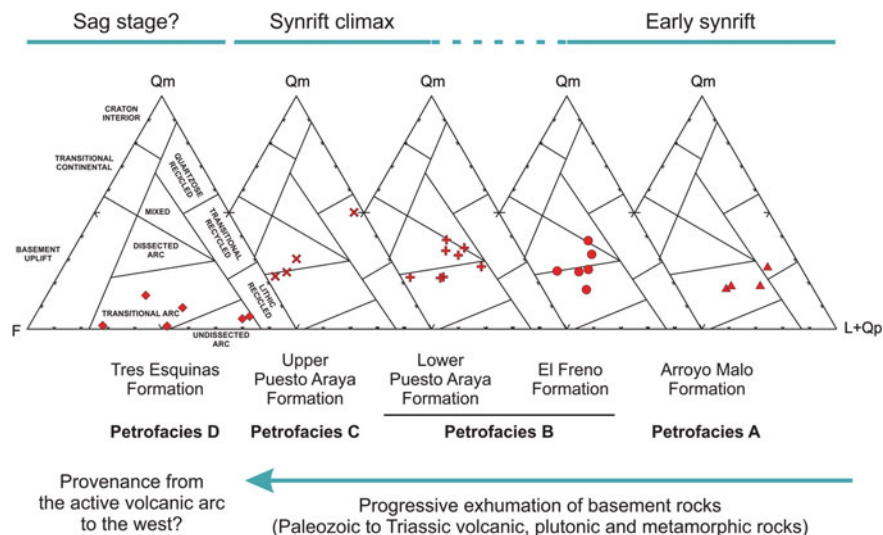 Sag stage?
Synrift climax
Early synrift
Qm
Qm
Qm
Qm
Qm
CRATON
INTERIOR
TRANSITIONAL
CONTINENTAL
QUARTZOSE
RECICLED
MIXED
TRANSITIONAL
RECYCLED
BASEMENT
UPLIFT
DISSECTED
ARC
LITHIC
RECICLED
TRANSITIONAL ARC
UNDISSECTED
ARC
F
L+Qp
Tres Esquinas
Formation
Upper
Puesto Araya
Formation
Lower
Puesto Araya
Formation
El Freno
Formation
Arroyo Malo
Formation
Petrofacies D
Petrofacies C
Petrofacies B
Petrofacies A
Provenance from
the active volcanic arc
to the west?
Progressive exhumation of basement rocks
(Paleozoic to Triassic volcanic, plutonic and metamorphic rocks)